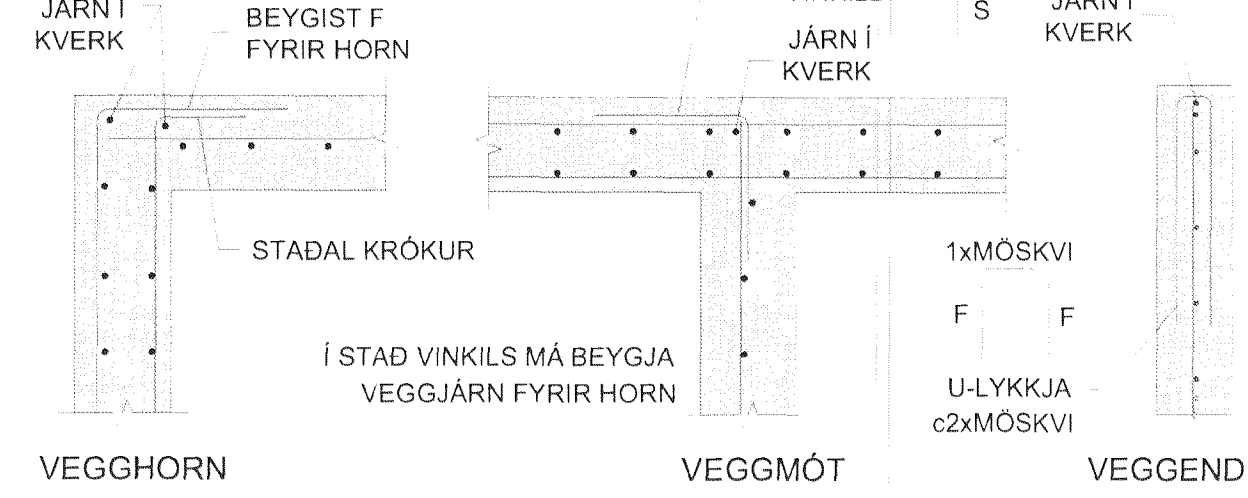 JÁRN Í
KVERK
BEYGIST F
FYRIR HORN
STAÐAL KRÓKUR
VEGGHORN
S
JÁRN Í
KVERK
Í STAÐ VINKILS MÁ BEYGJA
VEGGJÁRN FYRIR HORN
VEGGMÓT
JÁRN Í
KVERK
1xMÖSKVI
F
F
U-LYKKJA
c2xMÖSKVI
VEGGEND